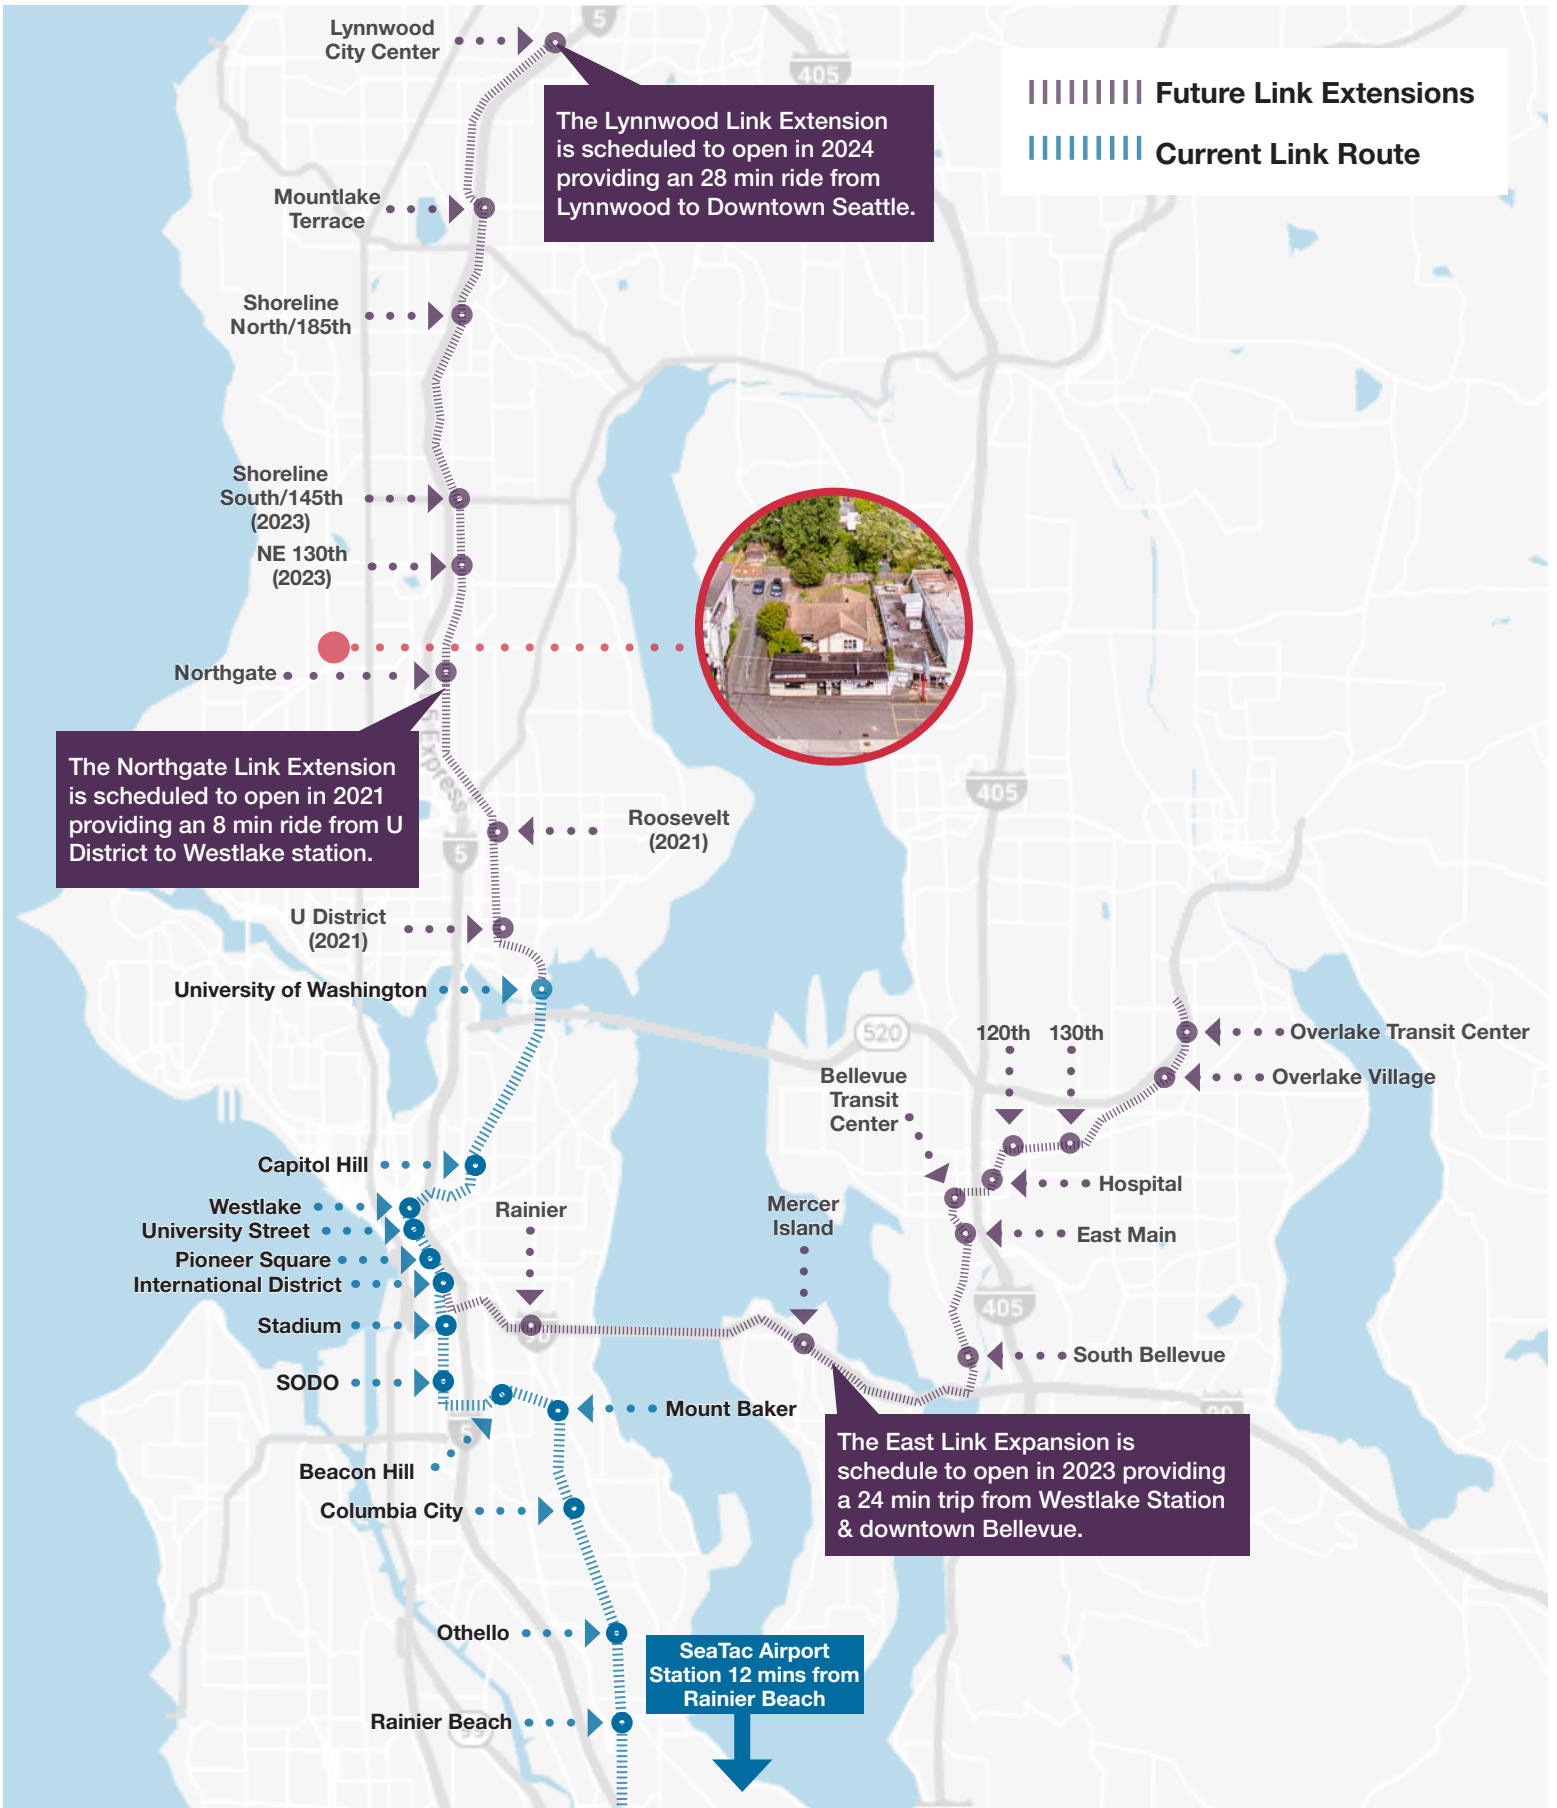 Lynnwood
City Center
5
405
Future Link Extensions
Current Link Route
The Lynnwood Link Extension
is scheduled to open in 2024
providing an 28 min ride from
Lynnwood to Downtown Seattle.
Mountlake
Terrace
Shoreline
North/185th
Shoreline
South/145th
(2023)
NE 130th
(2023)
Northgate
5 Express
The Northgate Link Extension
is scheduled to open in 2021
providing an 8 min ride from U
District to Westlake station.
405
Roosevelt
(2021)
5
U District
(2021)
University of Washington
520
120th
130th
Overlake Transit Center
Bellevue
Transit
Center
Overlake Village
Capitol Hill
Hospital
Westlake
Rainier
Mercer
Island
University Street
East Main
Pioneer Square
International District
405
Stadium
90
South Bellevue
SODO
90
Mount Baker
5
Beacon Hill
The East Link Expansion is
schedule to open in 2023 providing
a 24 min trip from Westlake Station
& downtown Bellevue.
Columbia City
Othello
SeaTac Airport
Station 12 mins from
Rainier Beach
Rainier Beach
99